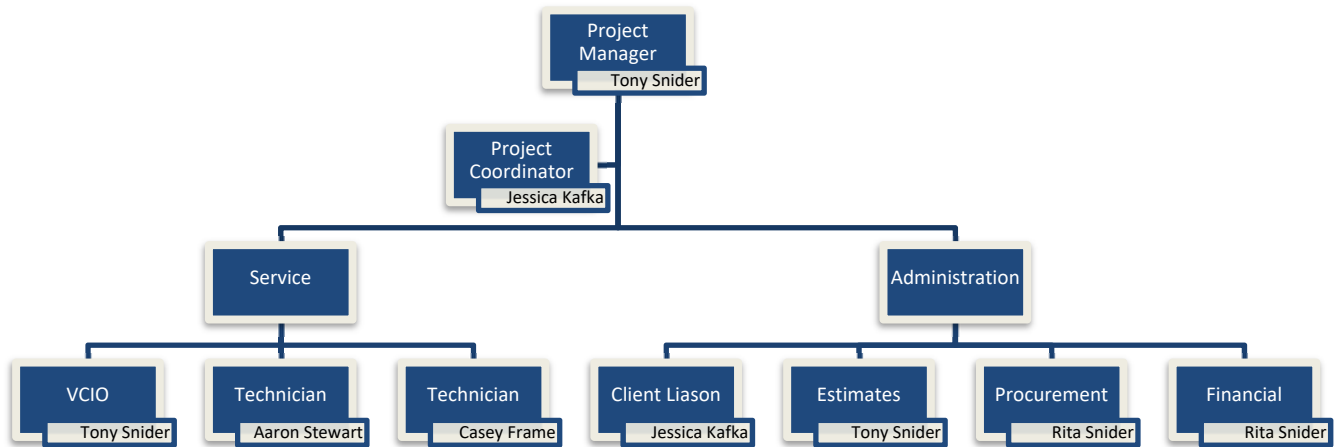 Project
Manager
Tony Snider
Project
Coordinator
Jessica Kafka
Service
Administration
VCIO
Tony Snider
Technician
Aaron Stewart
Technician
Casey Frame
Client Liason
Jessica Kafka
Estimates
Tony Snider
Procurement
Rita Snider
Financial
Rita Snider